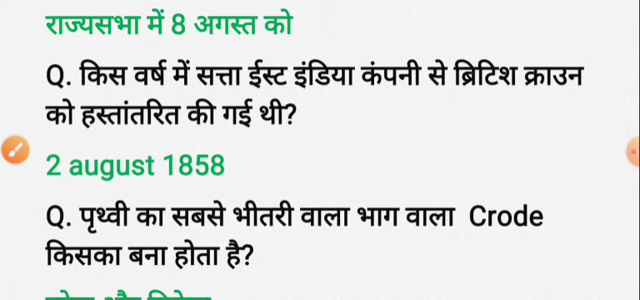 राज्यसभा में 8 अगस्त को
Q. किस वर्ष में सत्ता ईस्ट इंडिया कंपनी से ब्रिटिश क्राउन
को हस्तांतरित की गई थी?
2 august 1858
Q. पृथ्वी का सबसे भीतरी वाला भाग वाला Crode
किसका बना होता है?